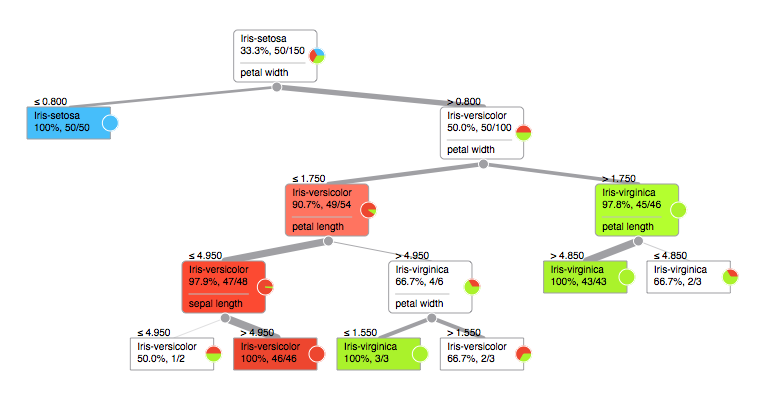 Iris-setosa
33.3%, 50/150
petal width
≤ 0.800
Iris-setosa
100%, 50/50
> 0.800
Iris-versicolor
50.0%, 50/100
petal width
≤ 1.750
Iris-versicolor
90.7%, 49/54
petal length
> 1.750
Iris-virginica
97.8%, 45/46
petal length
≤ 4.950
Iris-versicolor
97.9%, 47/48
sepal length
> 4.950
Iris-virginica
66.7%, 4/6
petal width
> 4.850
Iris-virginica
100%, 43/43
≤ 4.850
Iris-virginica
66.7%, 2/3
≤ 4.950
Iris-versicolor
50.0%, 1/2
> 4.950
Iris-versicolor
100%, 46/46
≤ 1.550
Iris-virginica
100%, 3/3
> 1.550
Iris-versicolor
66.7%, 2/3